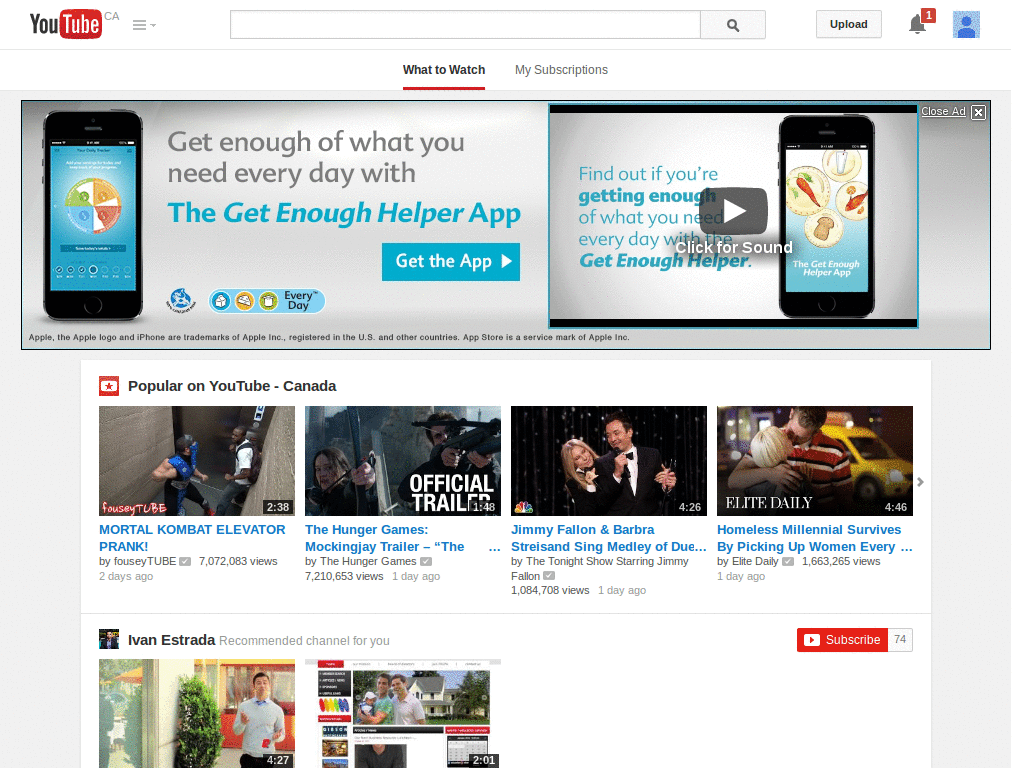 YouTube CA
Upload
1
What to Watch
My Subscriptions
Get enough of what you
need every day with
The Get Enough Helper App
Get the App
Every
Day
Apple, the Apple logo and iPhone are trademarks of Apple Inc., registered in the U.S. and other countries. App Store is a service mark of Apple Inc.
Find out if you're
getting enough
of what you need
every day with the
Get Enough Helper.
Click for Sound
The Get Enough
Helper App
Close Ad
Popular on YouTube - Canada
fouseyTUBE
2:38
MORTAL KOMBAT ELEVATOR
PRANK!
by fouseyTUBE 7,072,083 views
2 days ago
OFFICIAL
TRAILER
1:48
The Hunger Games:
Mockingjay Trailer – “The ...
by The Hunger Games
7,210,653 views 1 day ago
4:26
Jimmy Fallon & Barbra
Streisand Sing Medley of Due...
by The Tonight Show Starring Jimmy
Fallon
1,084,708 views 1 day ago
ELITE DAILY
4:46
Homeless Millennial Survives
By Picking Up Women Every ...
by Elite Daily 1,663,265 views
1 day ago
Ivan Estrada Recommended channel for you
Subscribe 74
4:27
2:01